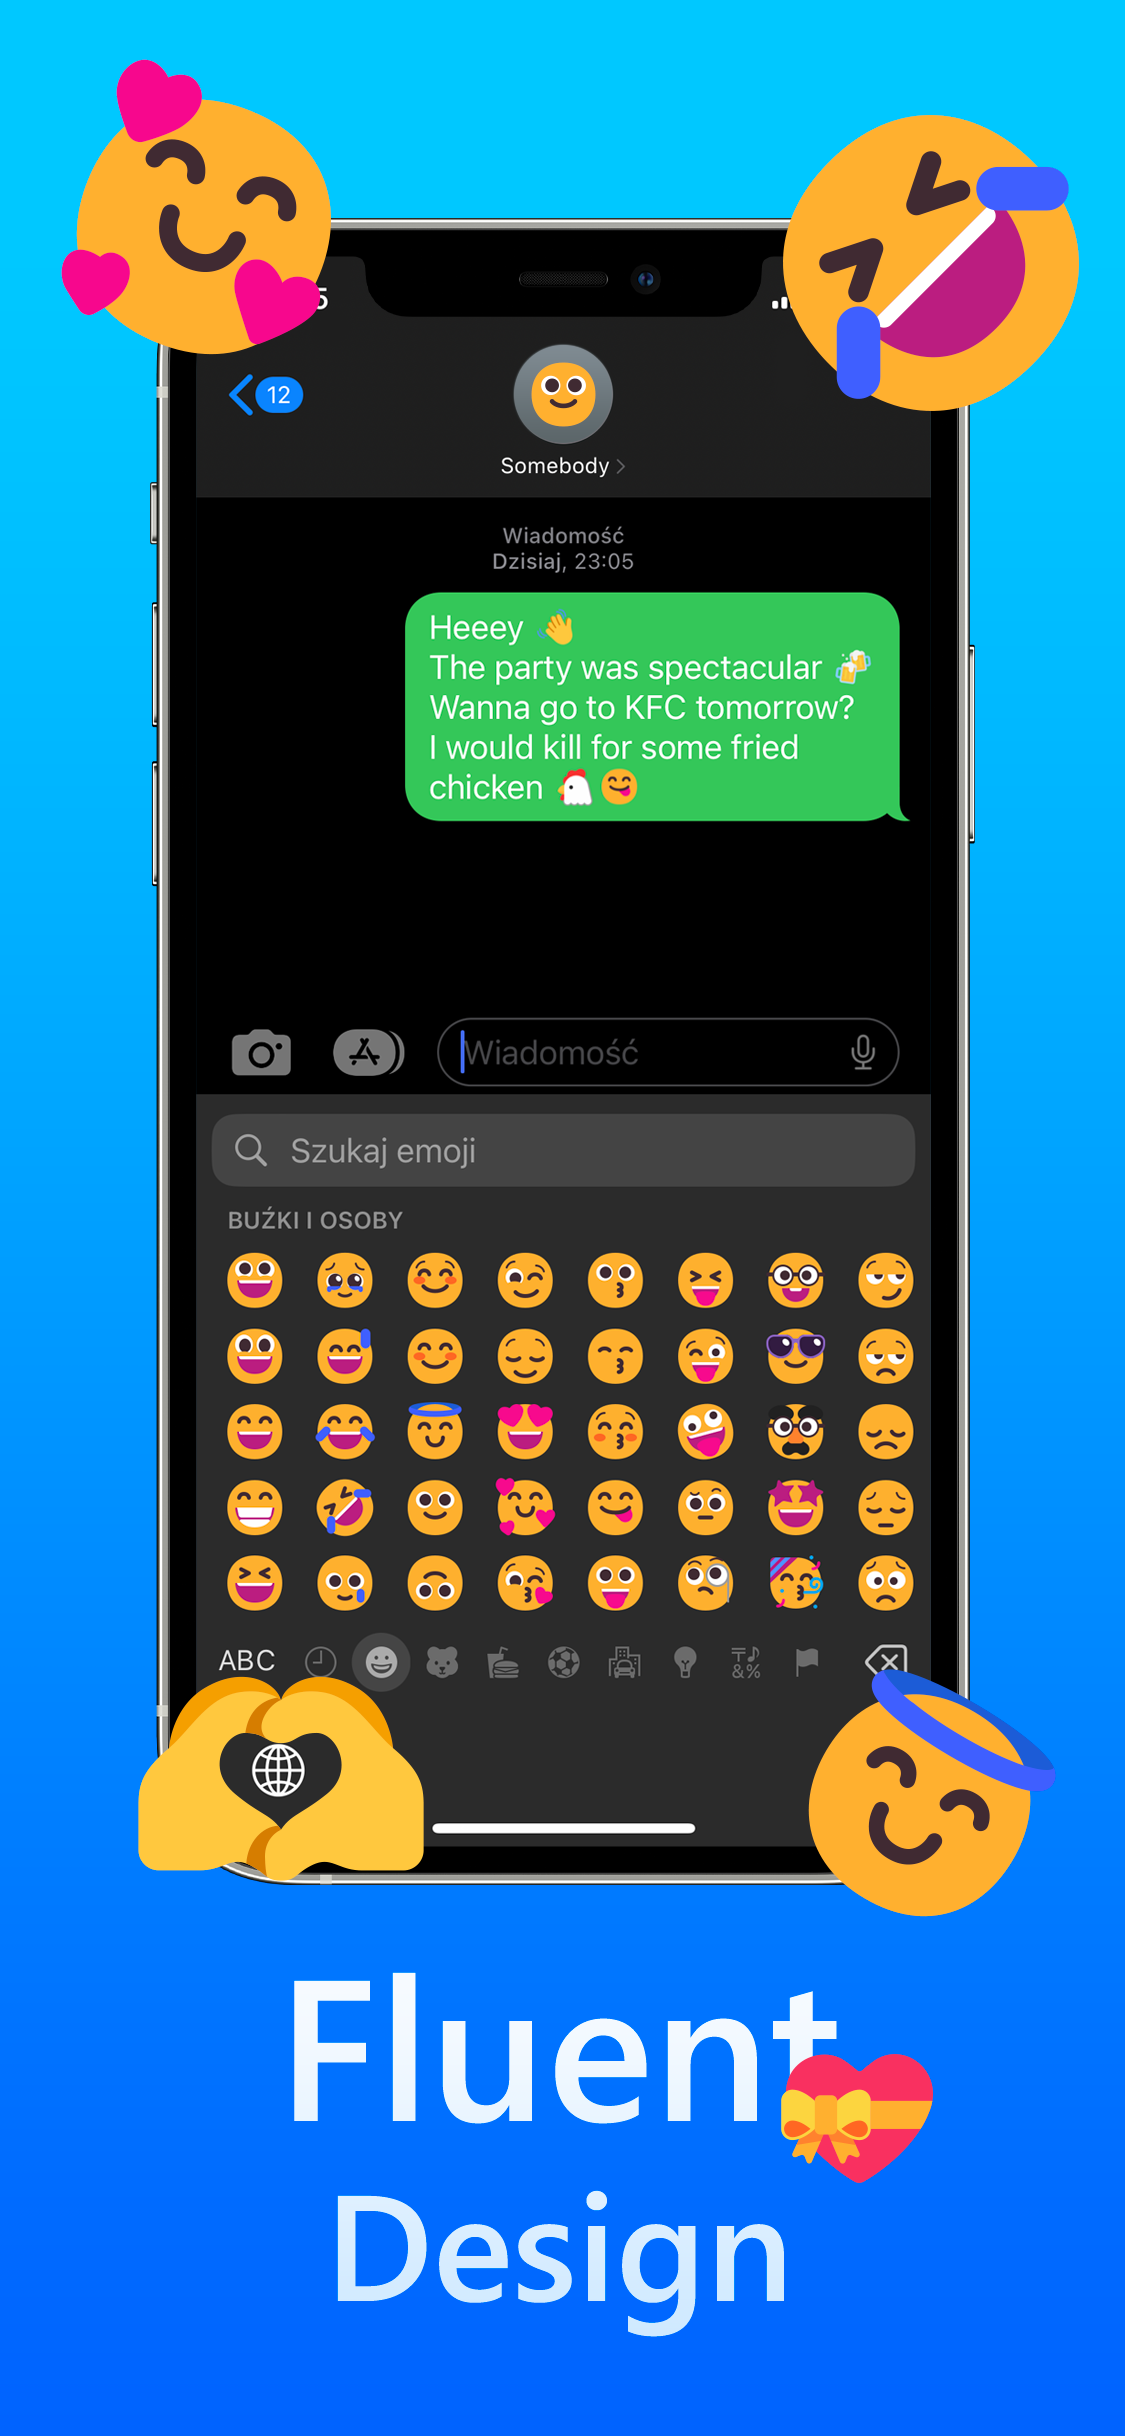 5
12
Somebody
Wiadomość
Dzisiaj, 23:05
Heeey 👋
The party was spectacular 🍻
Wanna go to KFC tomorrow?
I would kill for some fried
chicken 🐔😋
Wiadomość
Szukaj emoji
BUŹKI I OSOBY
ABC
&%
Fluent
Design